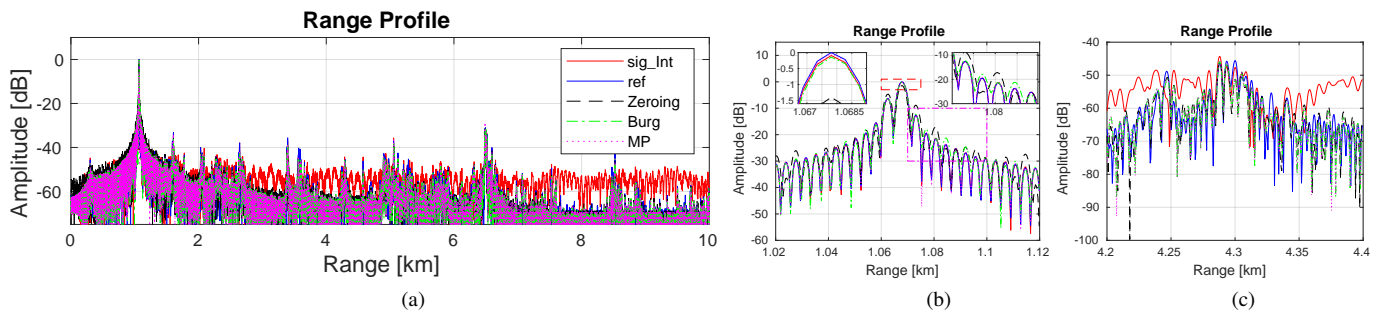 Range Profile
Amplitude [dB]
0
-20
-40
-60
0
2
4
6
8
10
Range [km]
sig_Int
ref
Zeroing
Burg
MP
(a)
Range Profile
Amplitude [dB]
10
0
-10
-20
-30
-40
-50
-60
1.02
1.04
1.06
1.08
1.1
1.12
Range [km]
0
-0.5
-1
-1.5
1.067
1.0685
-10
-20
-30
1.08
(b)
Range Profile
Amplitude [dB]
-40
-50
-60
-70
-80
-90
-100
4.2
4.25
4.3
4.35
4.4
Range [km]
(c)